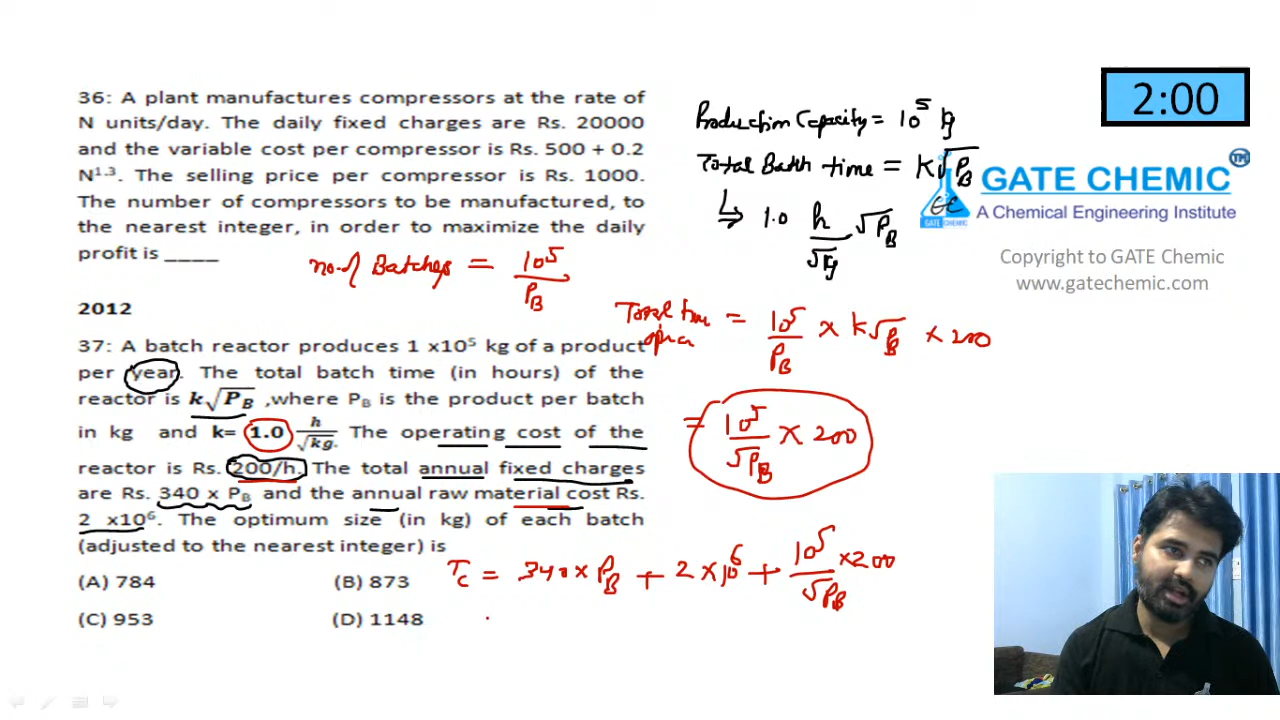 36: A plant manufactures compressors at the rate of
N units/day. The daily fixed charges are Rs. 20000
and the variable cost per compressor is Rs. 500 + 0.2
N^1.3. The selling price per compressor is Rs. 1000.
The number of compressors to be manufactured, to
the nearest integer, in order to maximize the daily
profit is ____
no. of Batches = 10^5 / P_B
2012
37: A batch reactor produces 1 x10^5 kg of a product
per year. The total batch time (in hours) of the
reactor is k√P_B ,where P_B is the product per batch
in kg and k= 1.0 h/√kg. The operating cost of the
reactor is Rs. 200/h. The total annual fixed charges
are Rs. 340 x P_B and the annual raw material cost Rs.
2 x10^6. The optimum size (in kg) of each batch
(adjusted to the nearest integer) is
(A) 784 (B) 873
(C) 953 (D) 1148
Production Capacity = 10^5 kg
Total Batch time = K√P_B
⇒ 1.0 h/√kg √P_B
Total = 10^5/P_B × K√P_B × 200
= 10^5/√P_B × 200
T_C = 340 × P_B + 2 × 10^6 + 10^5/√P_B × 200
2:00
GATE CHEMIC
TM
A Chemical Engineering Institute
GC
GATE CHEMIC
Copyright to GATE Chemic
www.gatechemic.com